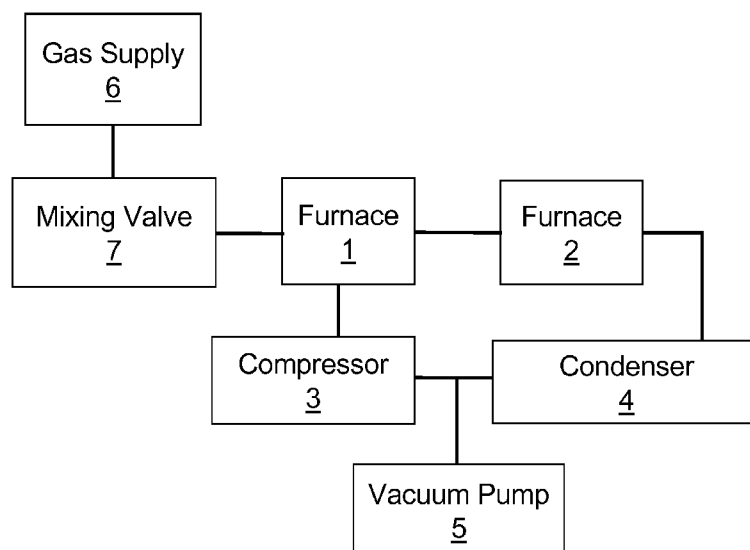 Gas Supply
6
Mixing Valve
7
Furnace
1
Furnace
2
Compressor
3
Condenser
4
Vacuum Pump
5